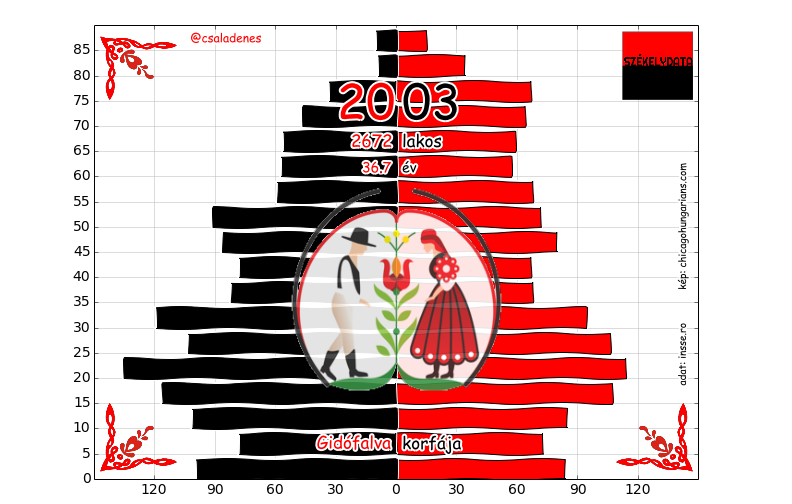 @csaladenes
SZÉKELYDATA
2003
2672 lakos
36.7 év
kép: chicagohungarians.com
adat: insse.ro
Gidófalva korfája
85
80
75
70
65
60
55
50
45
40
35
30
25
20
15
10
5
0
120 90 60 30 0 30 60 90 120